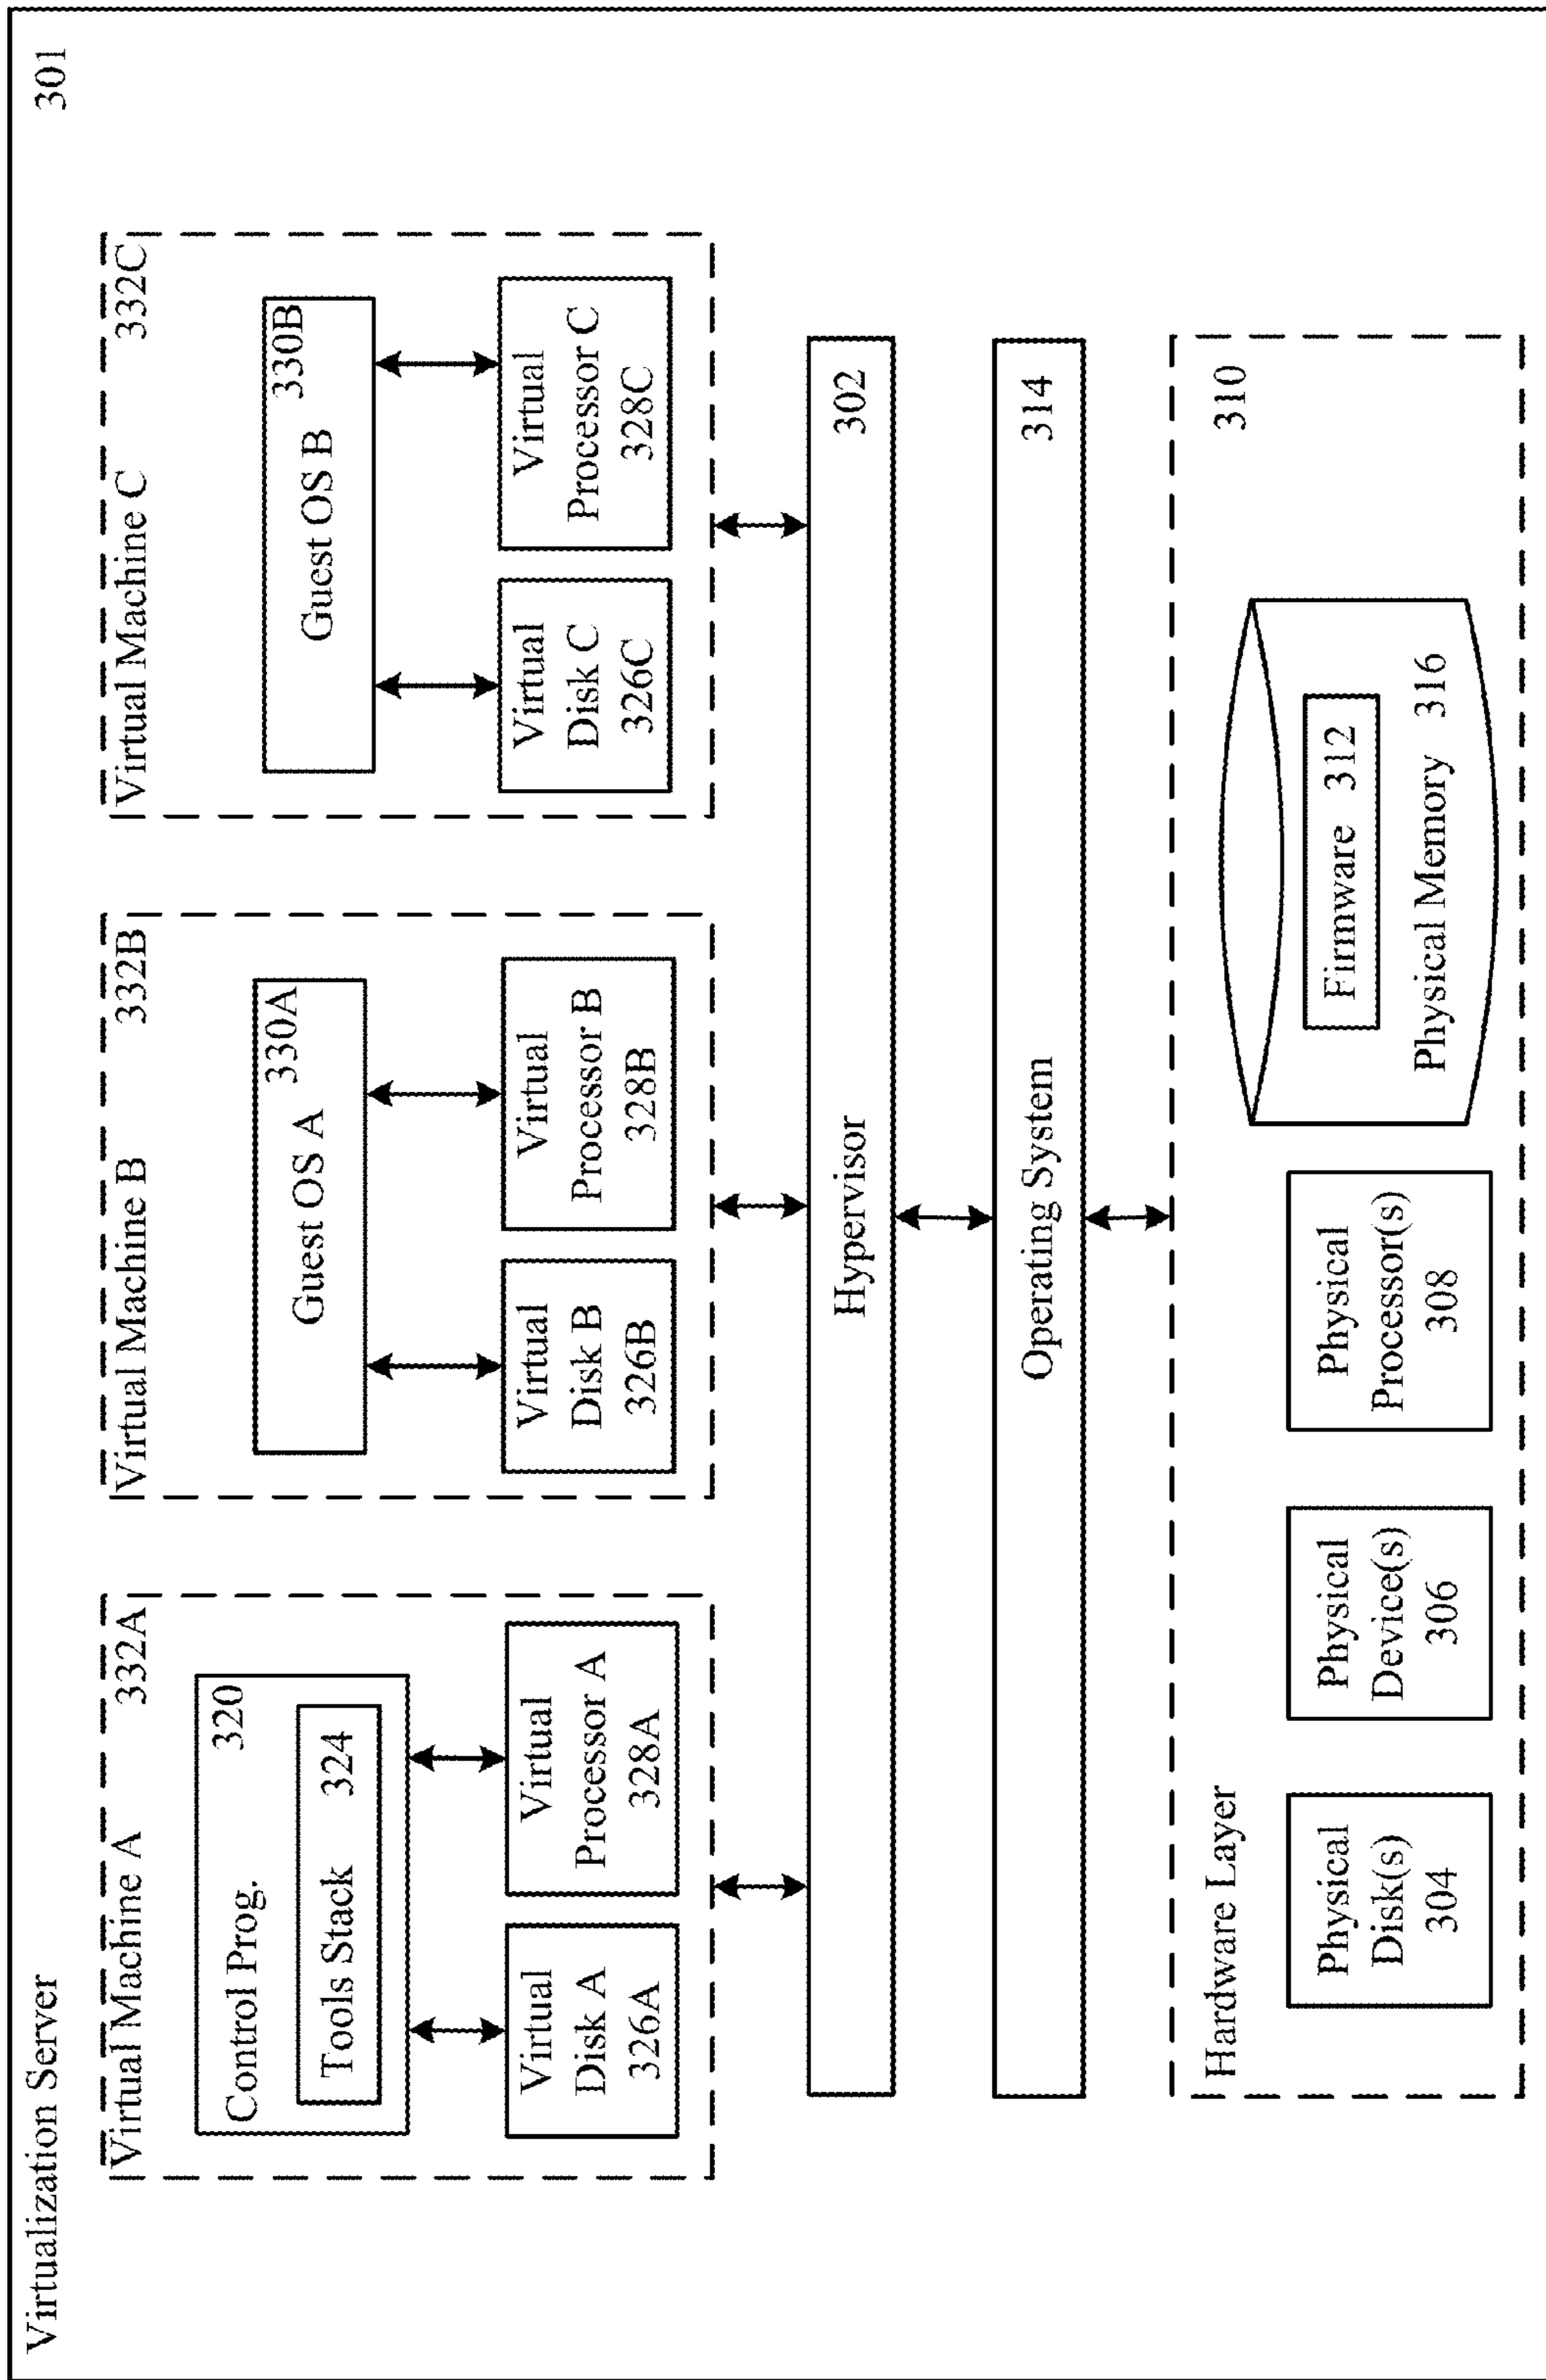 Virtualization Server
301
Virtual Machine A
332A
Control Prog.
320
Tools Stack 324
Virtual
Disk A
326A
Virtual
Processor A
328A
Virtual Machine B
332B
Guest OS A
330A
Virtual
Disk B
326B
Virtual
Processor B
328B
Virtual Machine C
332C
Guest OS B
330B
Virtual
Disk C
326C
Virtual
Processor C
328C
Hypervisor
302
Operating System
314
Hardware Layer
310
Physical
Disk(s)
304
Physical
Device(s)
306
Physical
Processor(s)
308
Firmware 312
Physical Memory 316